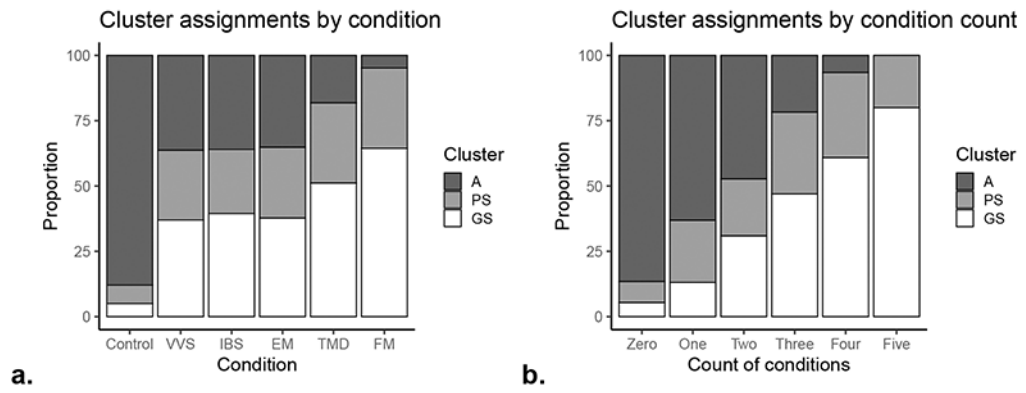 Cluster assignments by condition
100
75
50
25
0
Proportion
Control VVS IBS EM TMD FM
Condition
Cluster
A
PS
GS
a.
Cluster assignments by condition count
100
75
50
25
0
Proportion
Zero One Two Three Four Five
Count of conditions
Cluster
A
PS
GS
b.